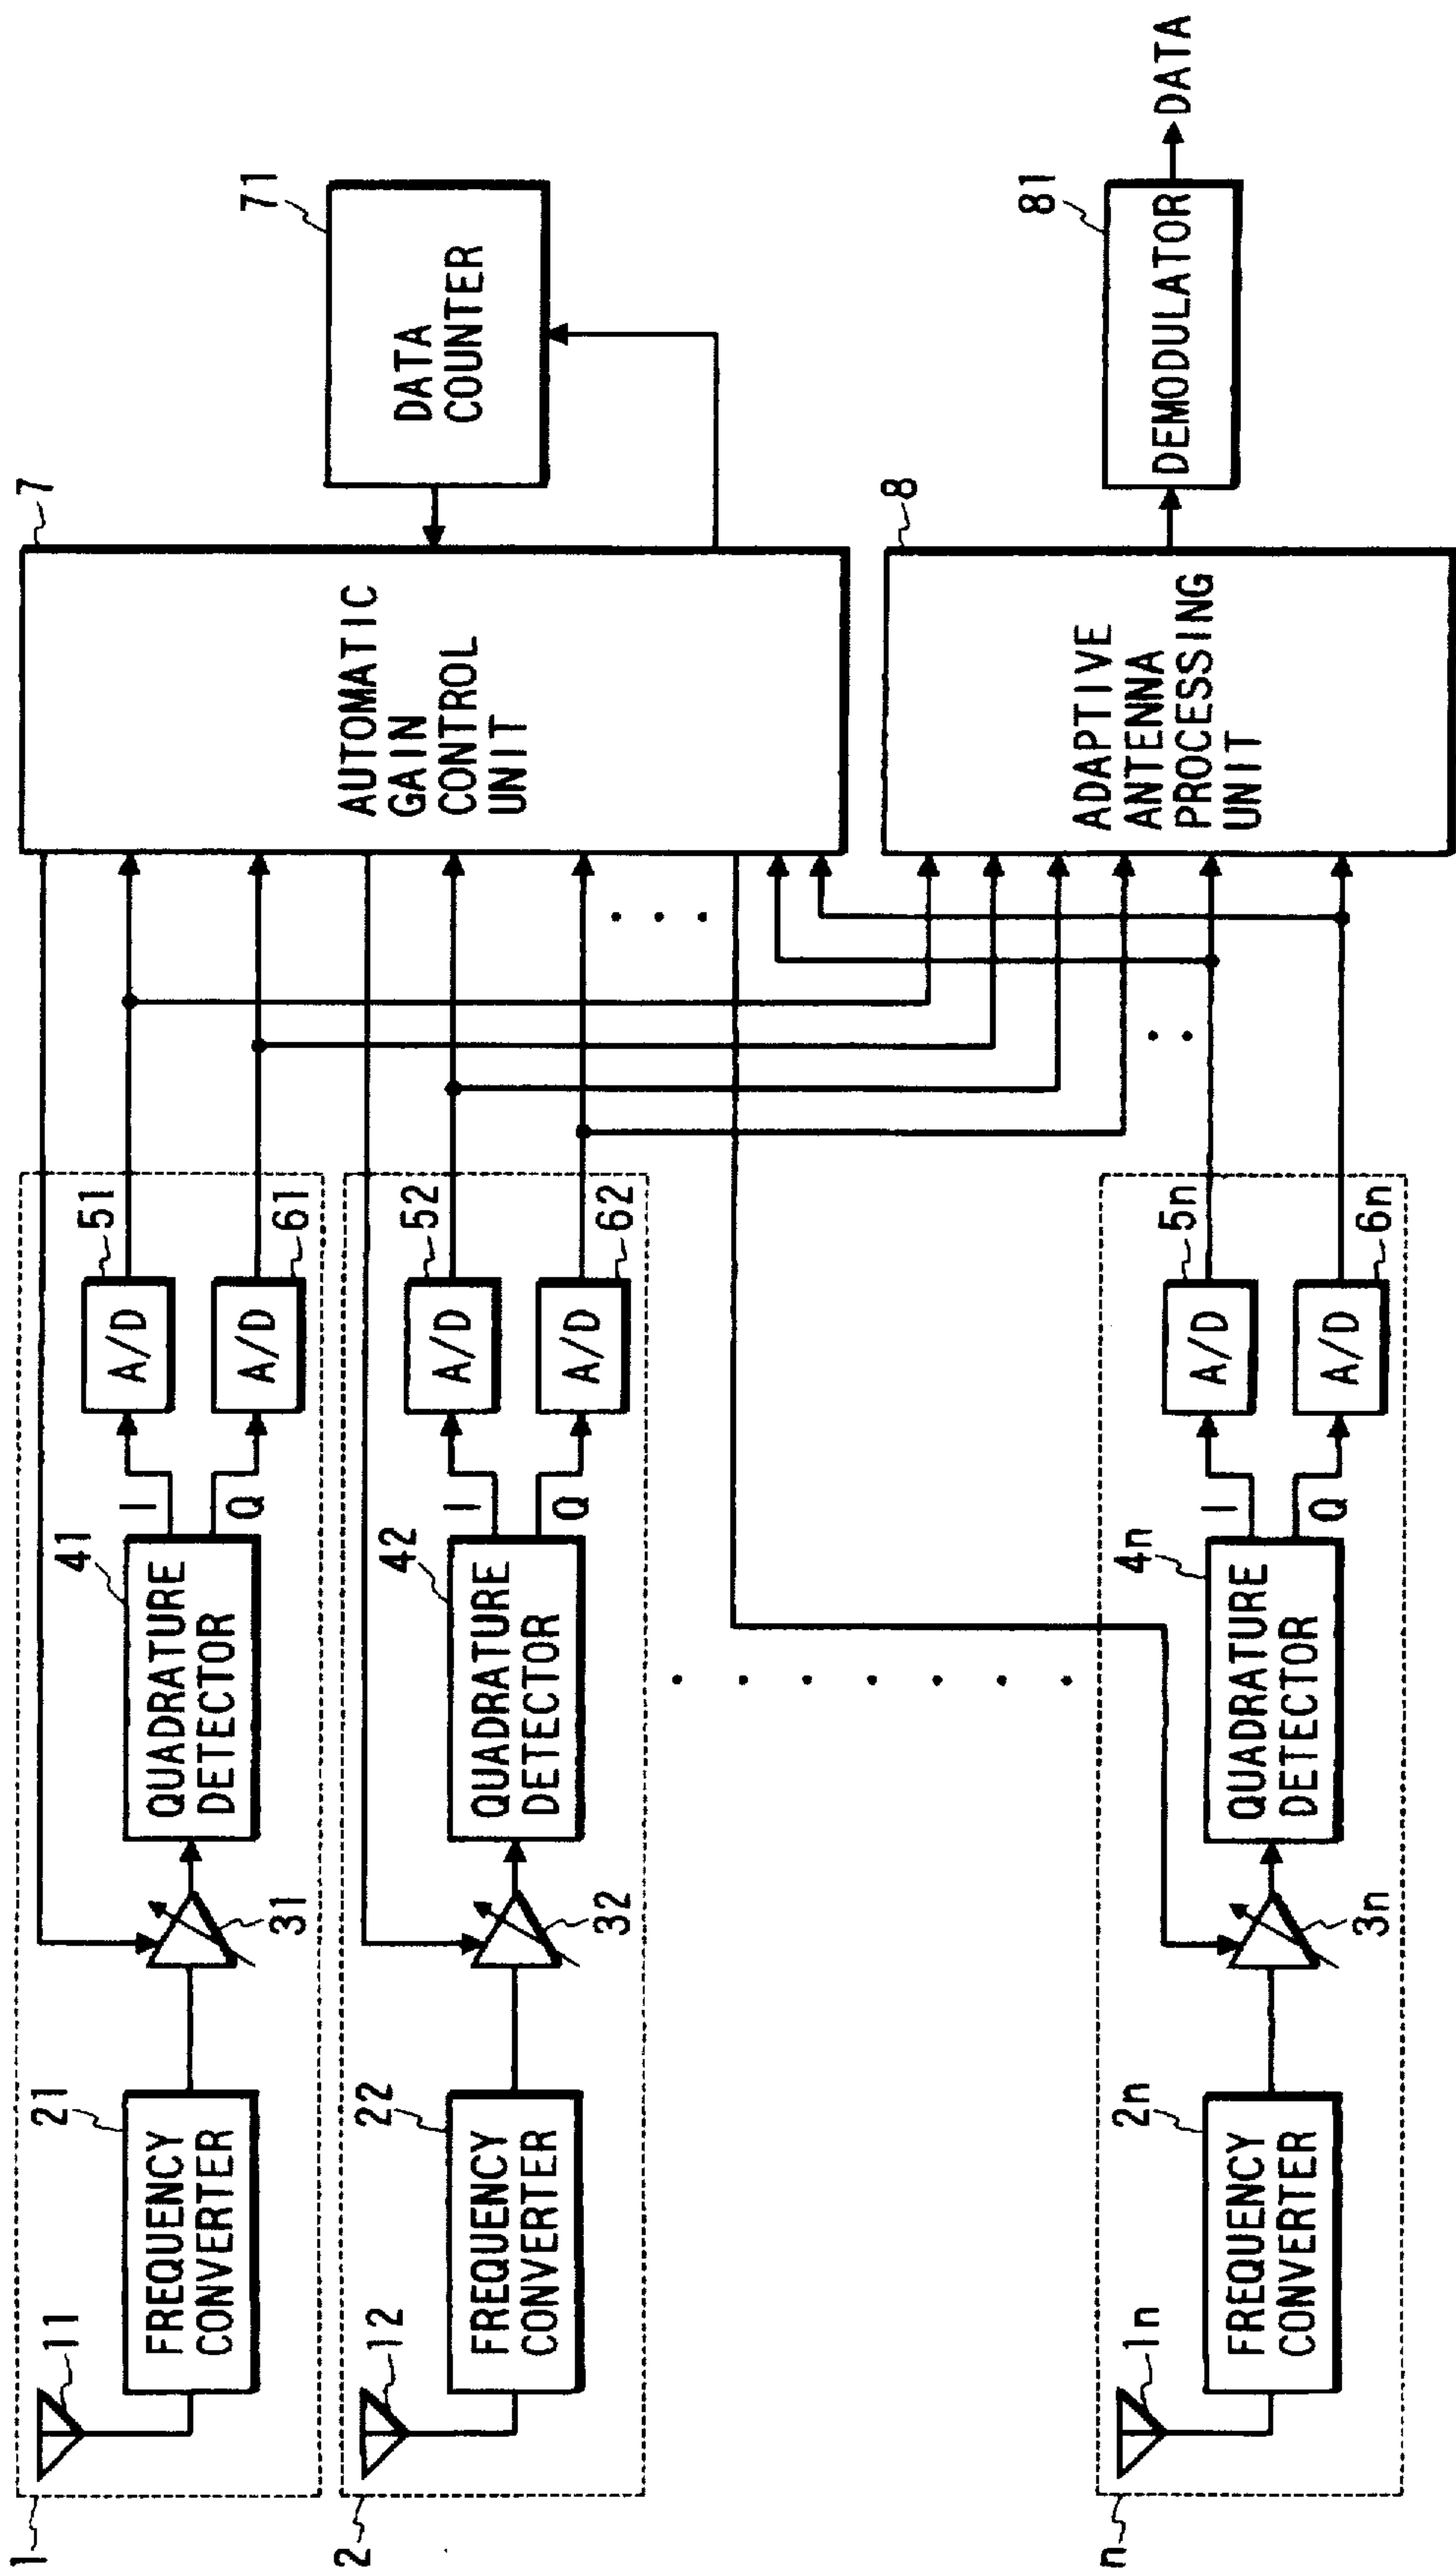 1
11
21
FREQUENCY
CONVERTER
31
41
QUADRATURE
DETECTOR
I
Q
51
A/D
61
A/D
2
12
22
FREQUENCY
CONVERTER
32
42
QUADRATURE
DETECTOR
I
Q
52
A/D
62
A/D
n
1n
2n
FREQUENCY
CONVERTER
3n
4n
QUADRATURE
DETECTOR
I
Q
5n
A/D
6n
A/D
7
AUTOMATIC
GAIN
CONTROL
UNIT
71
DATA
COUNTER
8
ADAPTIVE
ANTENNA
PROCESSING
UNIT
81
DEMODULATOR
DATA